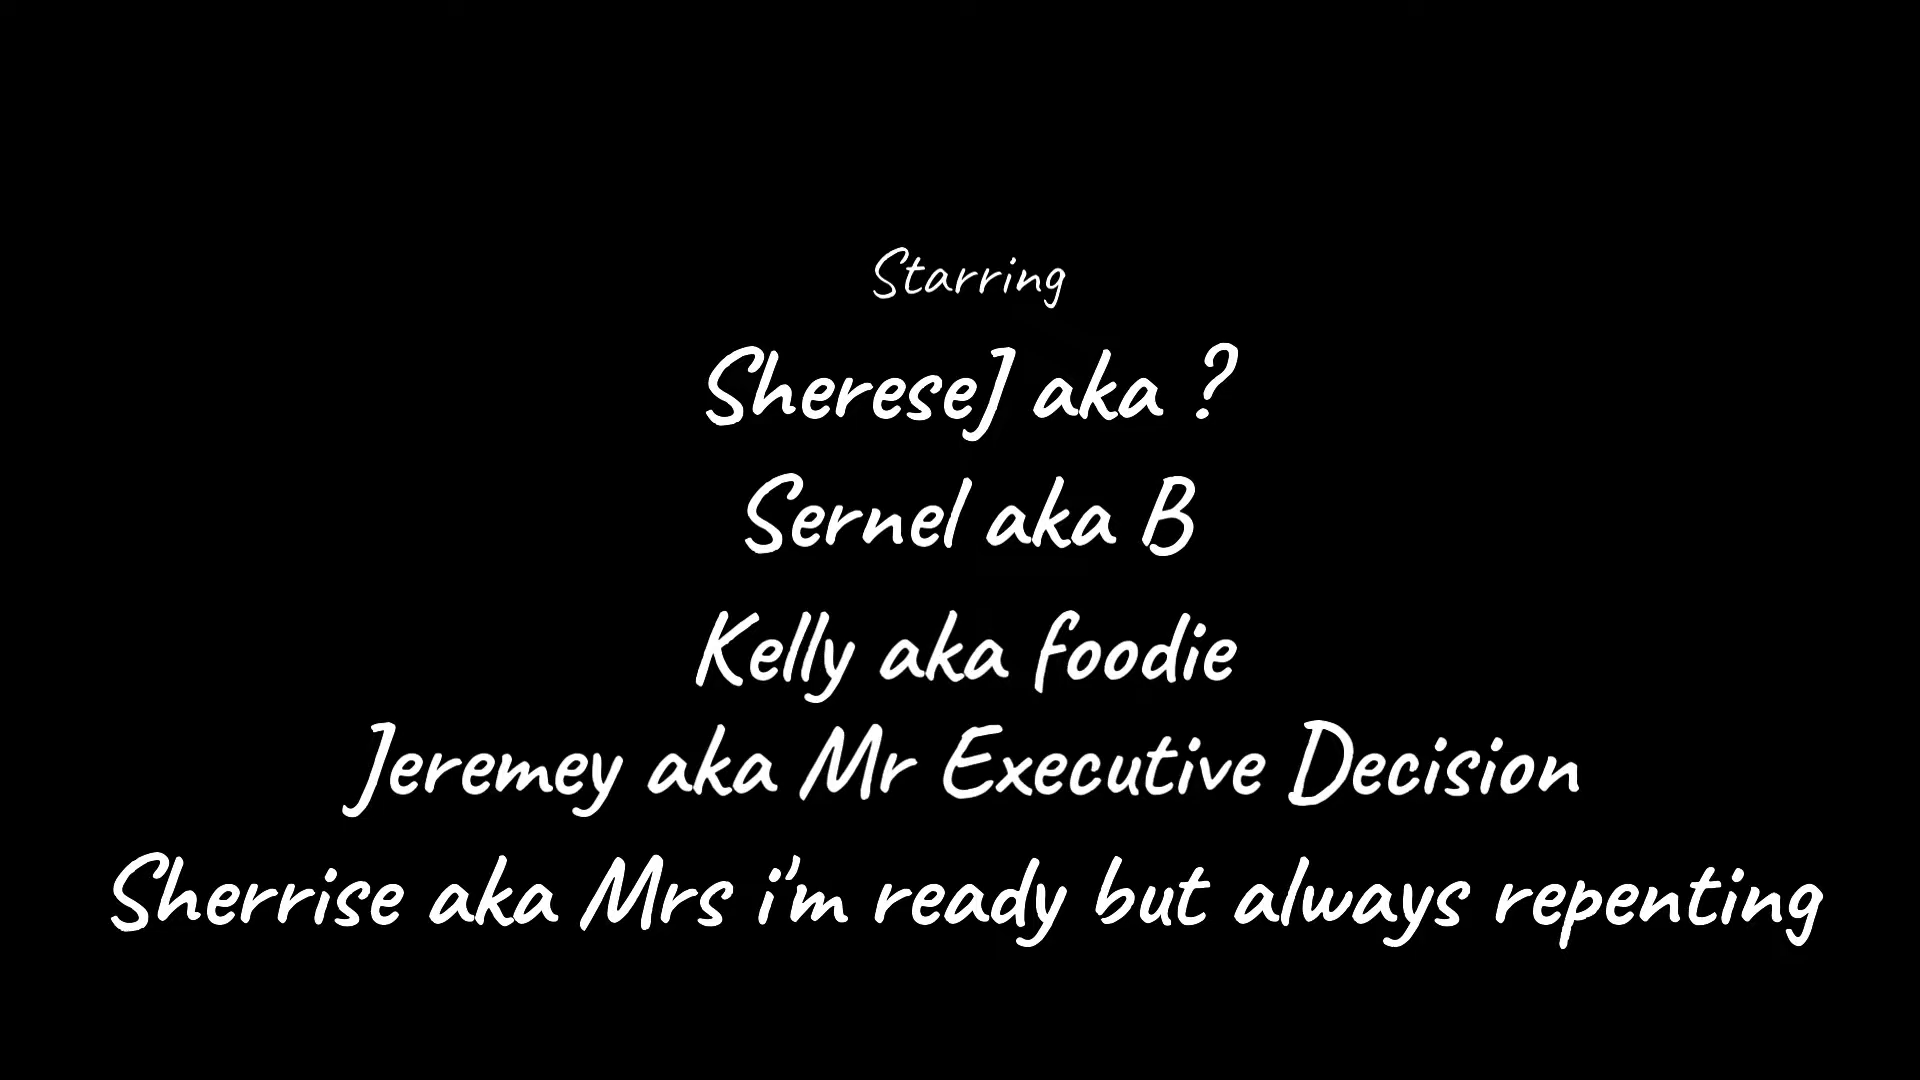 Starring
ShereseJ aka ?
Sernel aka B
Kelly aka foodie
Jeremey aka Mr Executive Decision
Sherrise aka Mrs i'm ready but always repenting